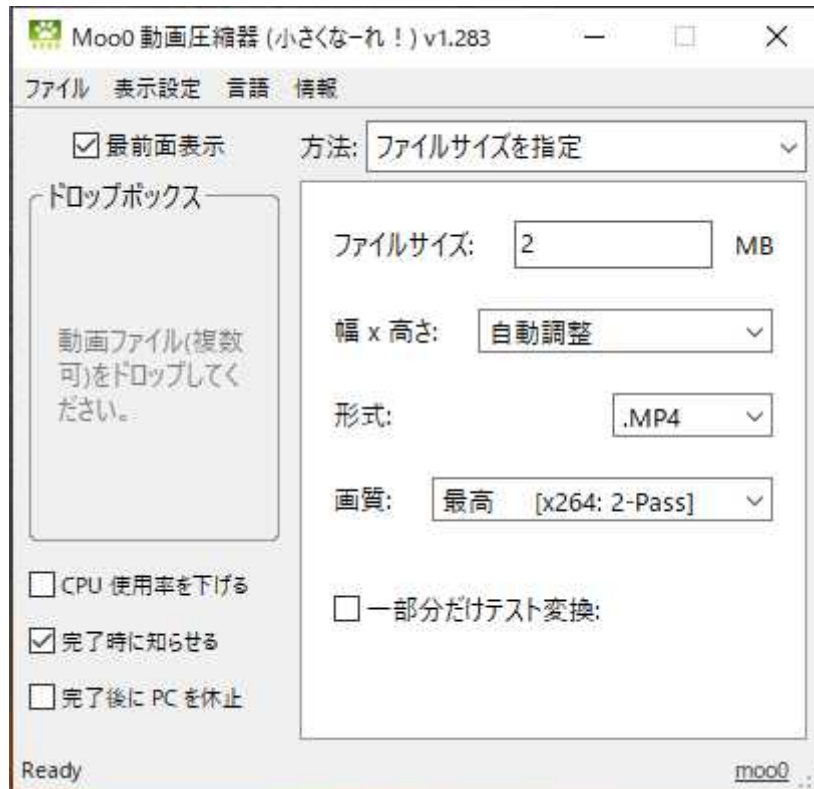 Moo0 動画圧縮器 (小さくなーれ！) v1.283
ファイル 表示設定 言語 情報
最前面表示
方法: ファイルサイズを指定
ドロップボックス
動画ファイル(複数
可)をドロップしてく
ださい。
ファイルサイズ: 2 MB
幅 x 高さ: 自動調整
形式: .MP4
画質: 最高 [x264: 2-Pass]
CPU 使用率を下げる
一部分だけテスト変換:
完了時に知らせる
完了後に PC を休止
Ready
moo0